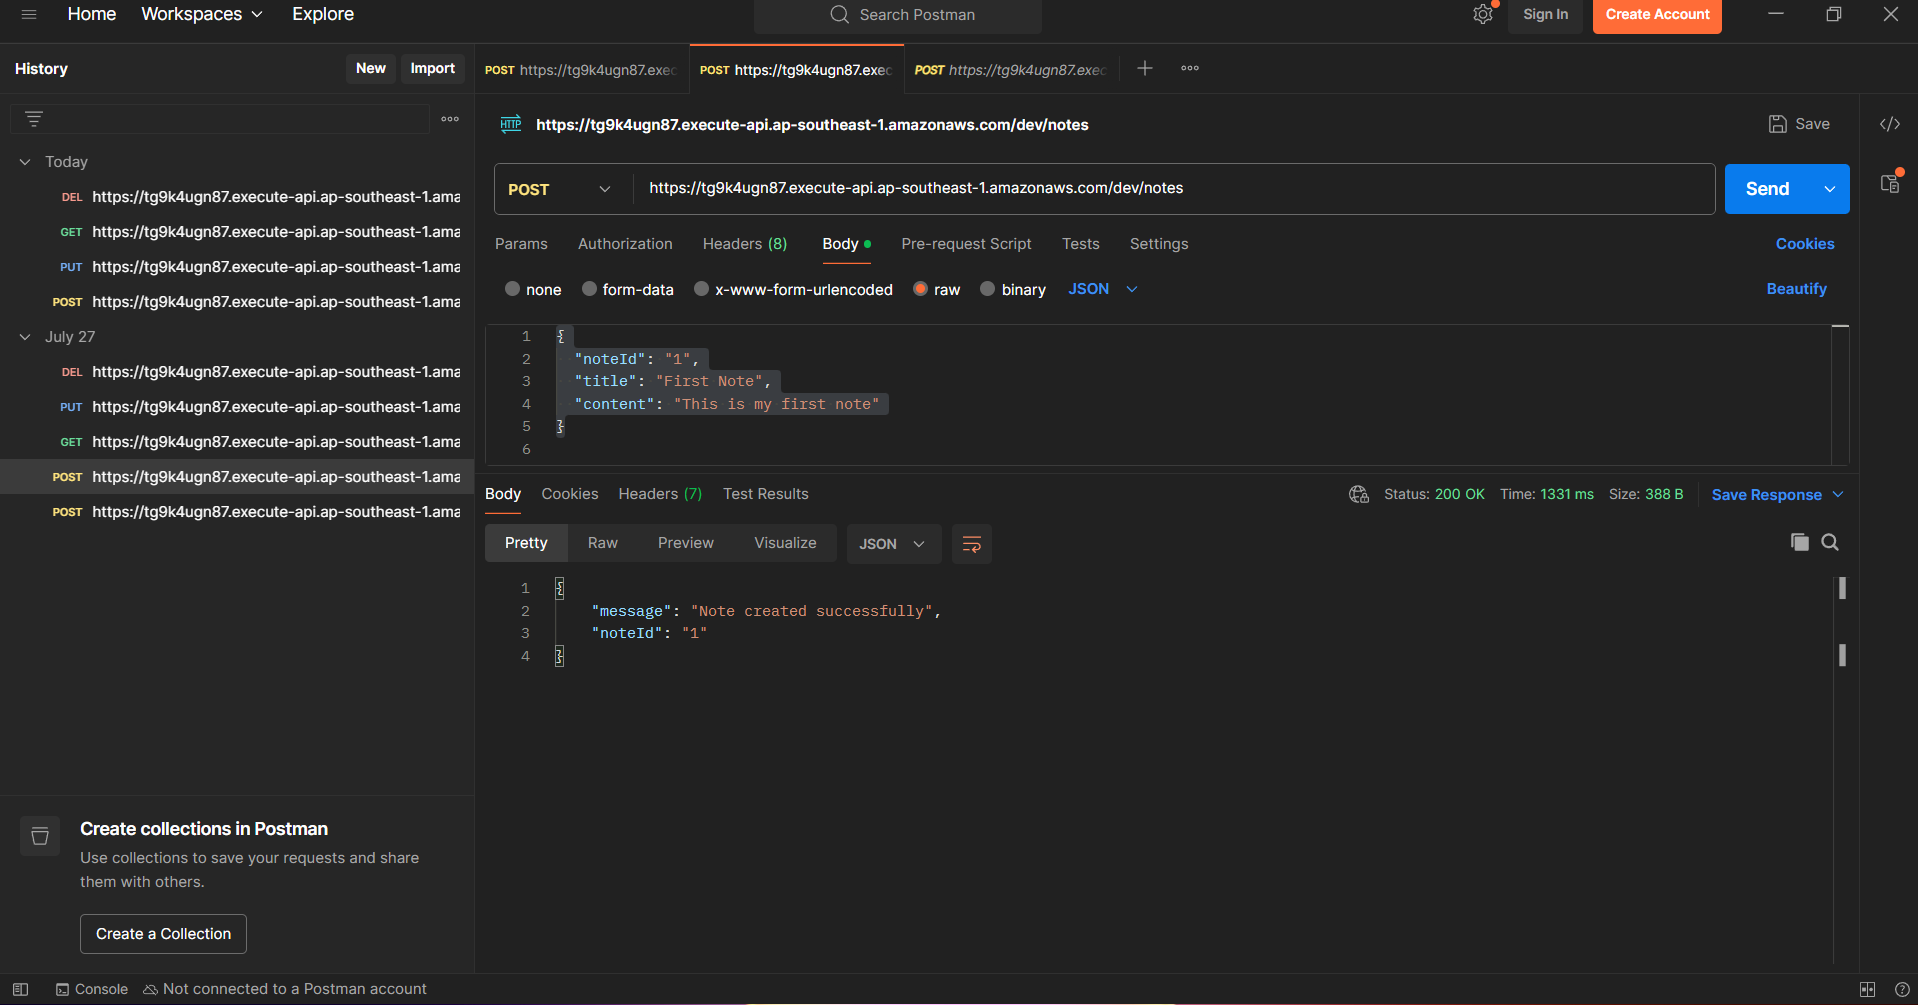 Home Workspaces Explore Search Postman Sign In Create Account
History New Import
POST https://tg9k4ugn87.exec POST https://tg9k4ugn87.exec POST https://tg9k4ugn87.exec
HTTP https://tg9k4ugn87.execute-api.ap-southeast-1.amazonaws.com/dev/notes Save
Today
DEL https://tg9k4ugn87.execute-api.ap-southeast-1.ama
GET https://tg9k4ugn87.execute-api.ap-southeast-1.ama
PUT https://tg9k4ugn87.execute-api.ap-southeast-1.ama
POST https://tg9k4ugn87.execute-api.ap-southeast-1.ama
July 27
DEL https://tg9k4ugn87.execute-api.ap-southeast-1.ama
PUT https://tg9k4ugn87.execute-api.ap-southeast-1.ama
GET https://tg9k4ugn87.execute-api.ap-southeast-1.ama
POST https://tg9k4ugn87.execute-api.ap-southeast-1.ama
POST https://tg9k4ugn87.execute-api.ap-southeast-1.ama
POST https://tg9k4ugn87.execute-api.ap-southeast-1.amazonaws.com/dev/notes Send
Params Authorization Headers (8) Body Pre-request Script Tests Settings Cookies
none form-data x-www-form-urlencoded raw binary JSON Beautify
1 {
2 "noteId": "1",
3 "title": "First Note",
4 "content": "This is my first note"
5 }
6
Body Cookies Headers (7) Test Results Status: 200 OK Time: 1331 ms Size: 388 B Save Response
Pretty Raw Preview Visualize JSON
1 {
2 "message": "Note created successfully",
3 "noteId": "1"
4 }
Create collections in Postman
Use collections to save your requests and share
them with others.
Create a Collection
Console Not connected to a Postman account